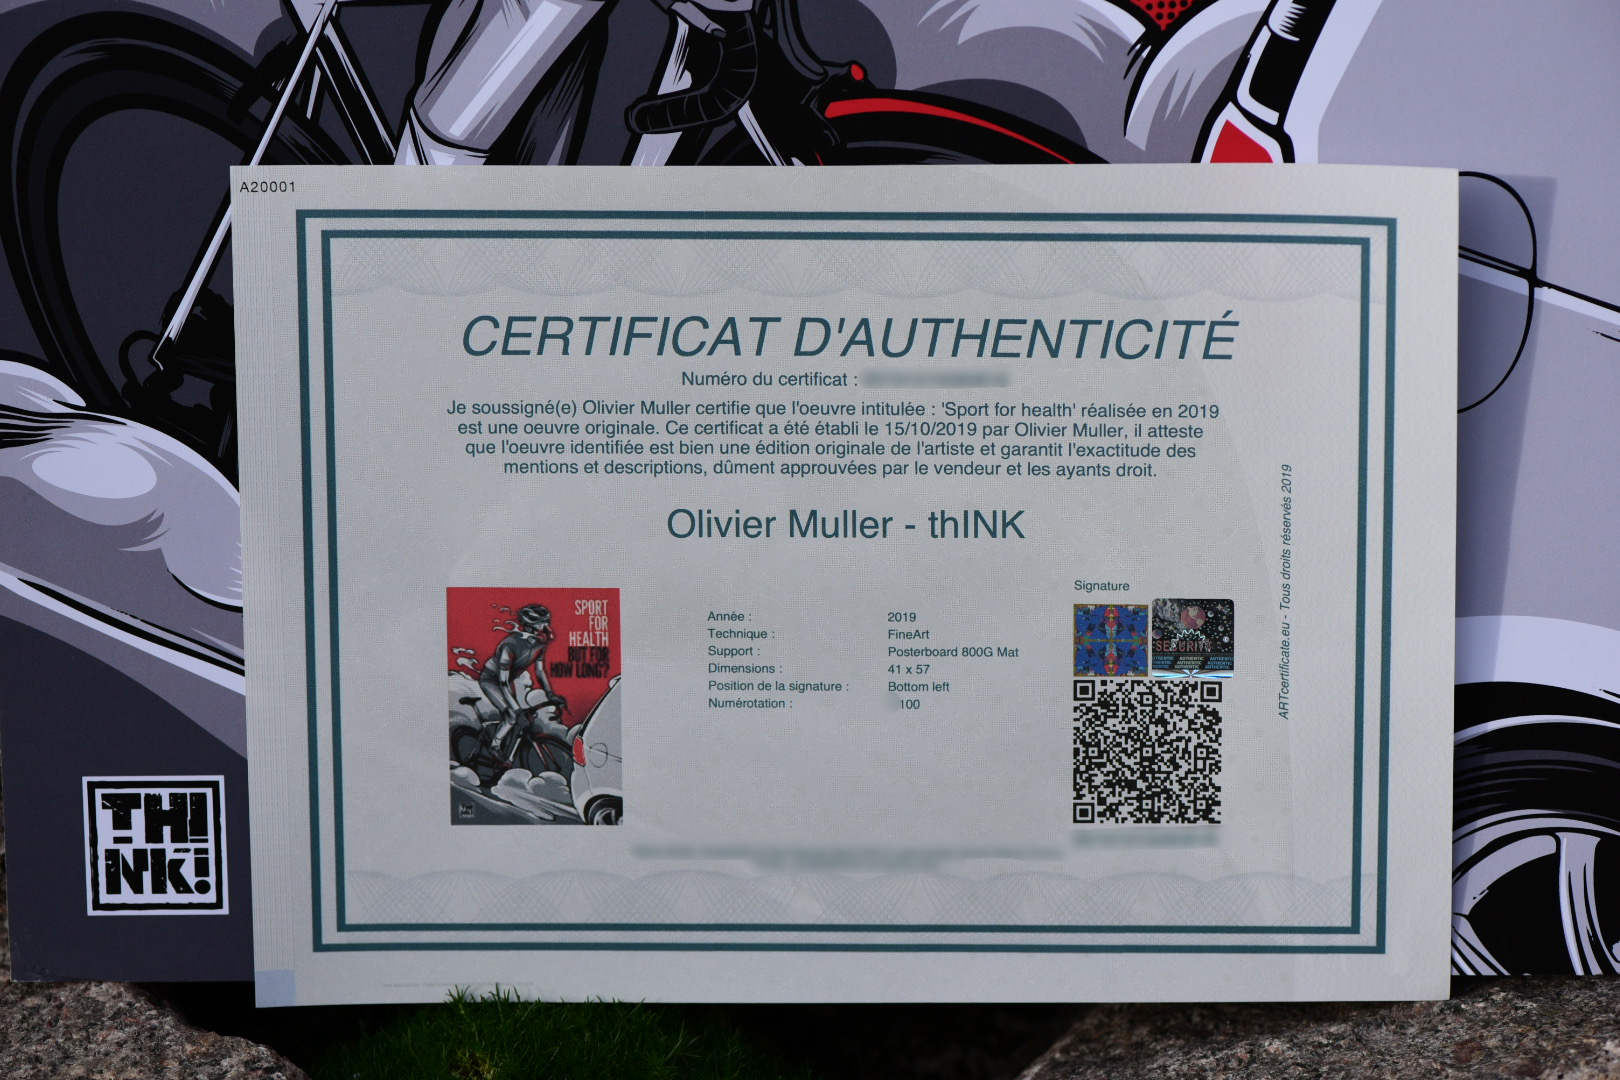 A20001
CERTIFICAT D'AUTHENTICITÉ
Numéro du certificat :
Je soussigné(e) Olivier Muller certifie que l'oeuvre intitulée : 'Sport for health' réalisée en 2019
est une oeuvre originale. Ce certificat a été établi le 15/10/2019 par Olivier Muller, il atteste
que l'oeuvre identifiée est bien une édition originale de l'artiste et garantit l'exactitude des
mentions et descriptions, dûment approuvées par le vendeur et les ayants droit.
Olivier Muller - thINK
SPORT
FOR
HEALTH
BUT FOR
HOW LONG?
Année : 2019
Technique : FineArt
Support : Posterboard 800G Mat
Dimensions : 41 x 57
Position de la signature : Bottom left
Numérotation : 100
Signature
SECURITY
ARTcertificate.eu - Tous droits réservés 2019
THI
NK!